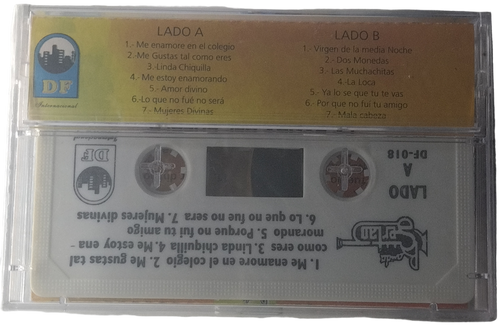 LADO A
1.- Me enamore en el colegio
2.- Me Gustas tal como eres
3.-Linda Chiquilla
4.-Me estoy enamorando
5.- Amor divino
6.-Lo que no fué no será
7.- Mujeres Divinas
LADO B
1.- Virgen de la media Noche
2.- Dos Monedas
3.- Las Muchachitas
4.-La Loca
5.- Ya lo se que tu te vas
6.- Por que no fui tu amigo
7.- Mala cabeza
DF
Internacional
LADO
A
DF-018
DF
Internacional
1. Me enamore en el colegio 2. Me gustas tal
como eres 3. Linda chiquilla 4. Me estoy ena -
morando 5. Porque no fui tu amigo
6. Lo que no fue no sera 7. Mujeres divinas